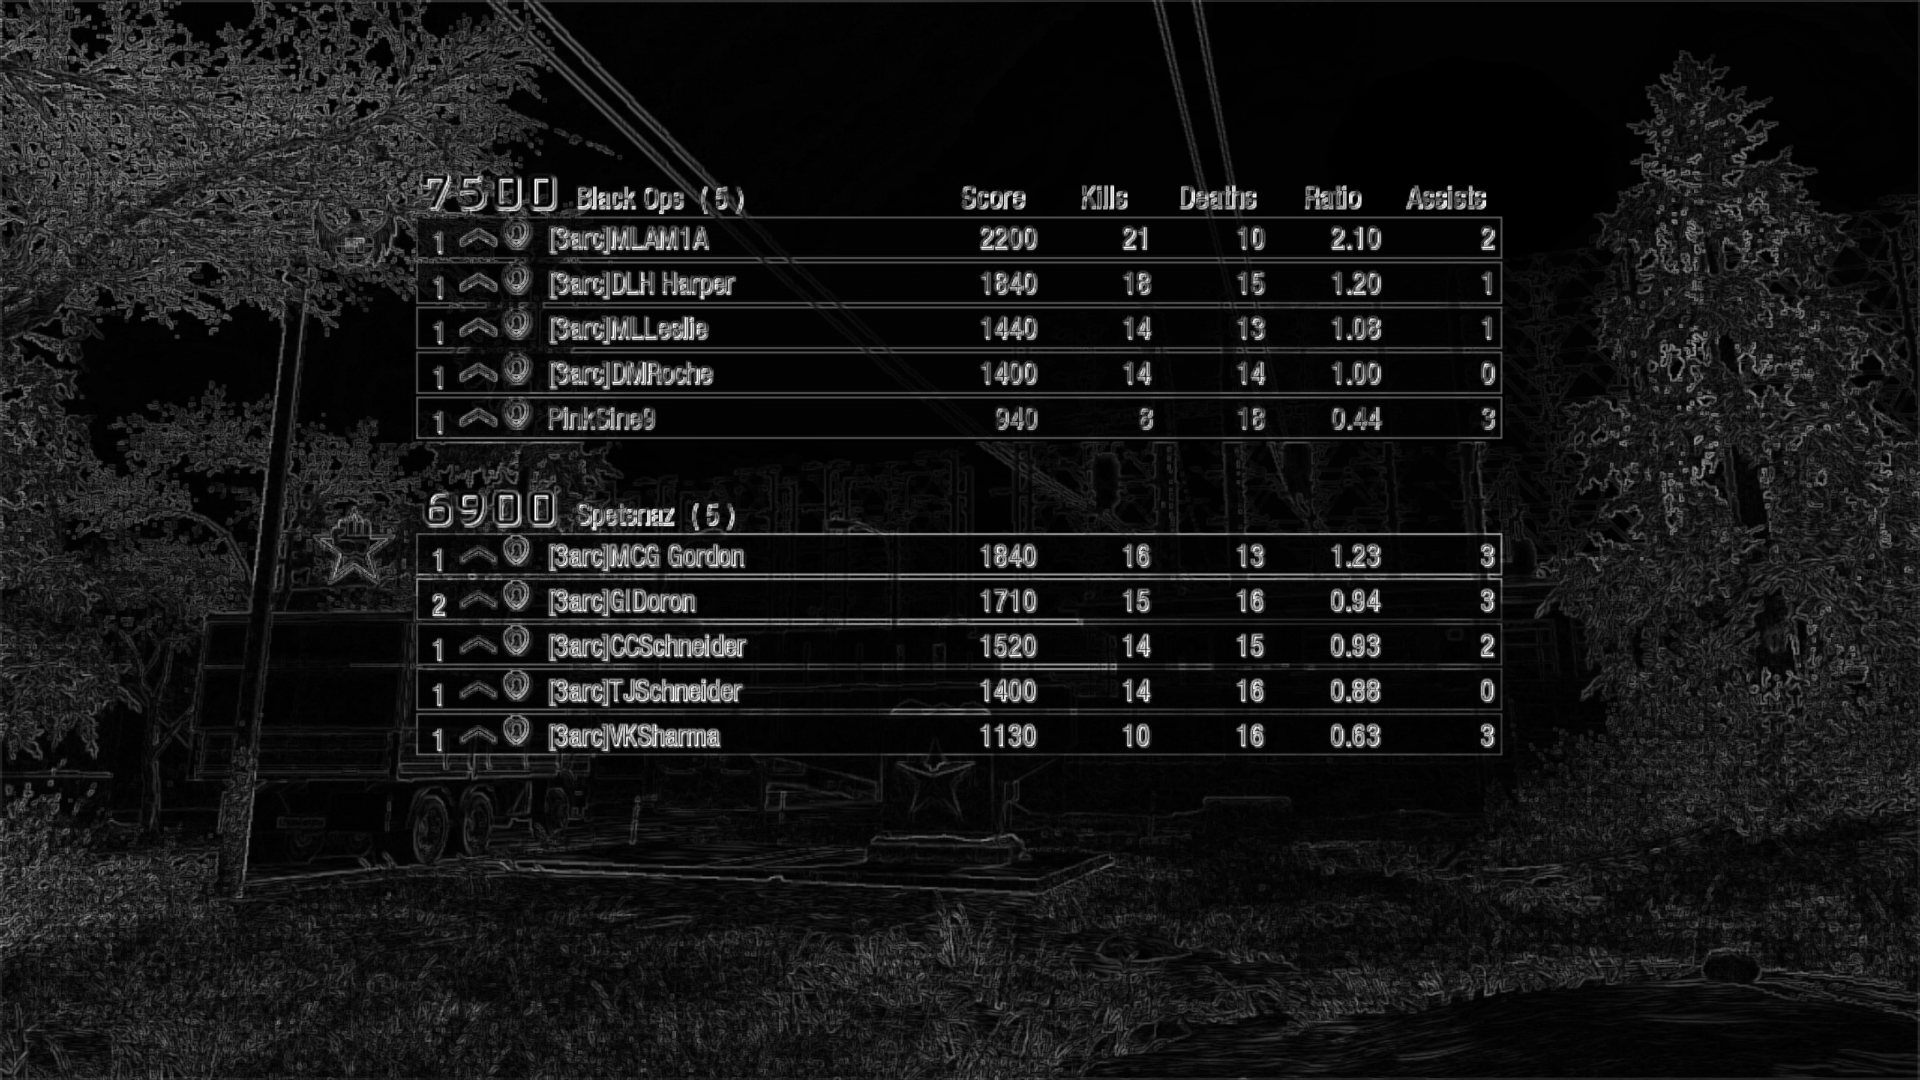 7500 Black Ops (5) Score Kills Deaths Ratio Assists
1 [3arc]MLAM1A 2200 21 10 2.10 2
1 [3arc]DLH Harper 1840 18 15 1.20 1
1 [3arc]MLLeslie 1440 14 13 1.08 1
1 [3arc]DMRoche 1400 14 14 1.00 0
1 PinkSine9 940 8 18 0.44 3
6900 Spetsnaz (5)
1 [3arc]MCG Gordon 1840 16 13 1.23 3
2 [3arc]GIDoron 1710 15 16 0.94 3
1 [3arc]CCSchneider 1520 14 15 0.93 2
1 [3arc]TJSchneider 1400 14 16 0.88 0
1 [3arc]VKSharma 1130 10 16 0.63 3